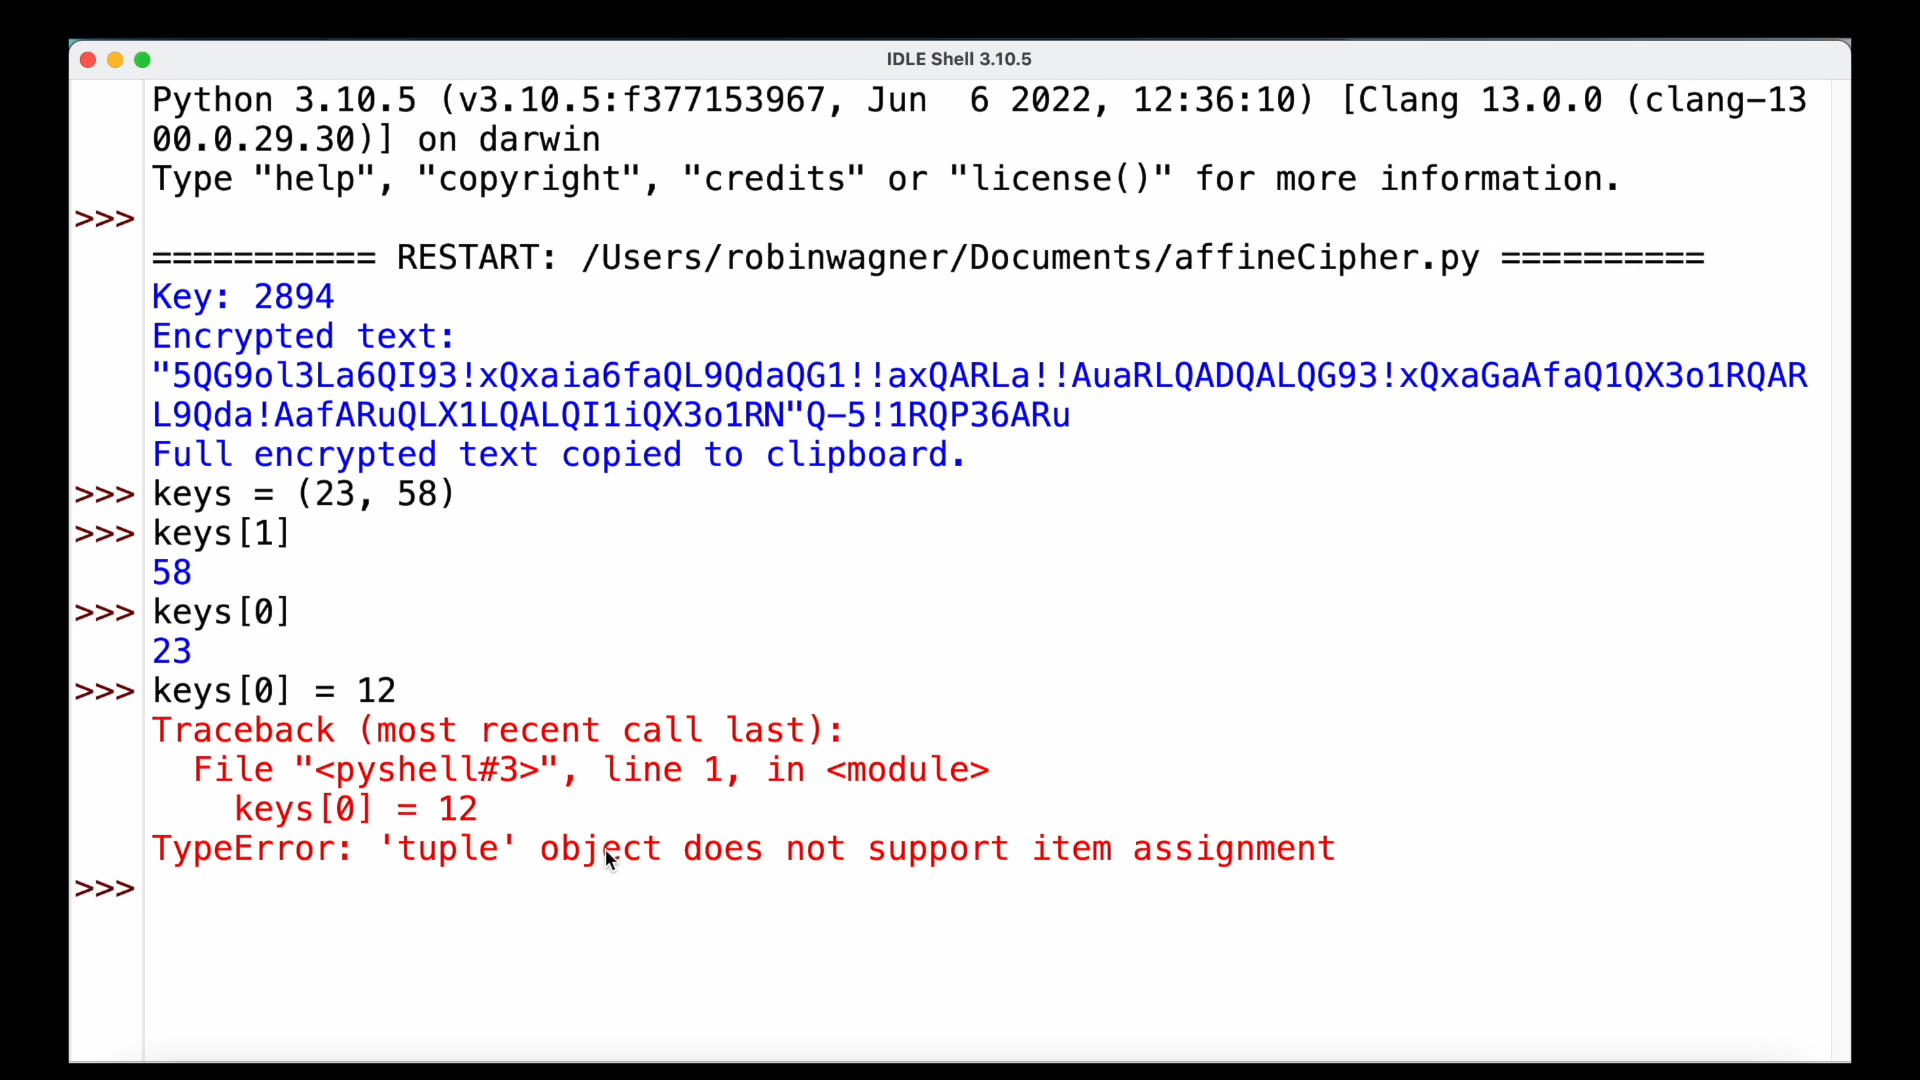 IDLE Shell 3.10.5
Python 3.10.5 (v3.10.5:f377153967, Jun  6 2022, 12:36:10) [Clang 13.0.0 (clang-13
00.0.29.30)] on darwin
Type "help", "copyright", "credits" or "license()" for more information.
>>>
=========== RESTART: /Users/robinwagner/Documents/affineCipher.py ==========
Key: 2894
Encrypted text:
"5QG9ol3La6QI93!xQxaia6faQL9QdaQG1!!axQARLa!!AuaRLQADQALQG93!xQxaGaAfaQ1QX3o1RQAR
L9Qda!AafARuQLX1LQALQI1iQX3o1RN"Q-5!1RQP36ARu
Full encrypted text copied to clipboard.
>>> keys = (23, 58)
>>> keys[1]
58
>>> keys[0]
23
>>> keys[0] = 12
Traceback (most recent call last):
  File "<pyshell#3>", line 1, in <module>
    keys[0] = 12
TypeError: 'tuple' object does not support item assignment
>>>